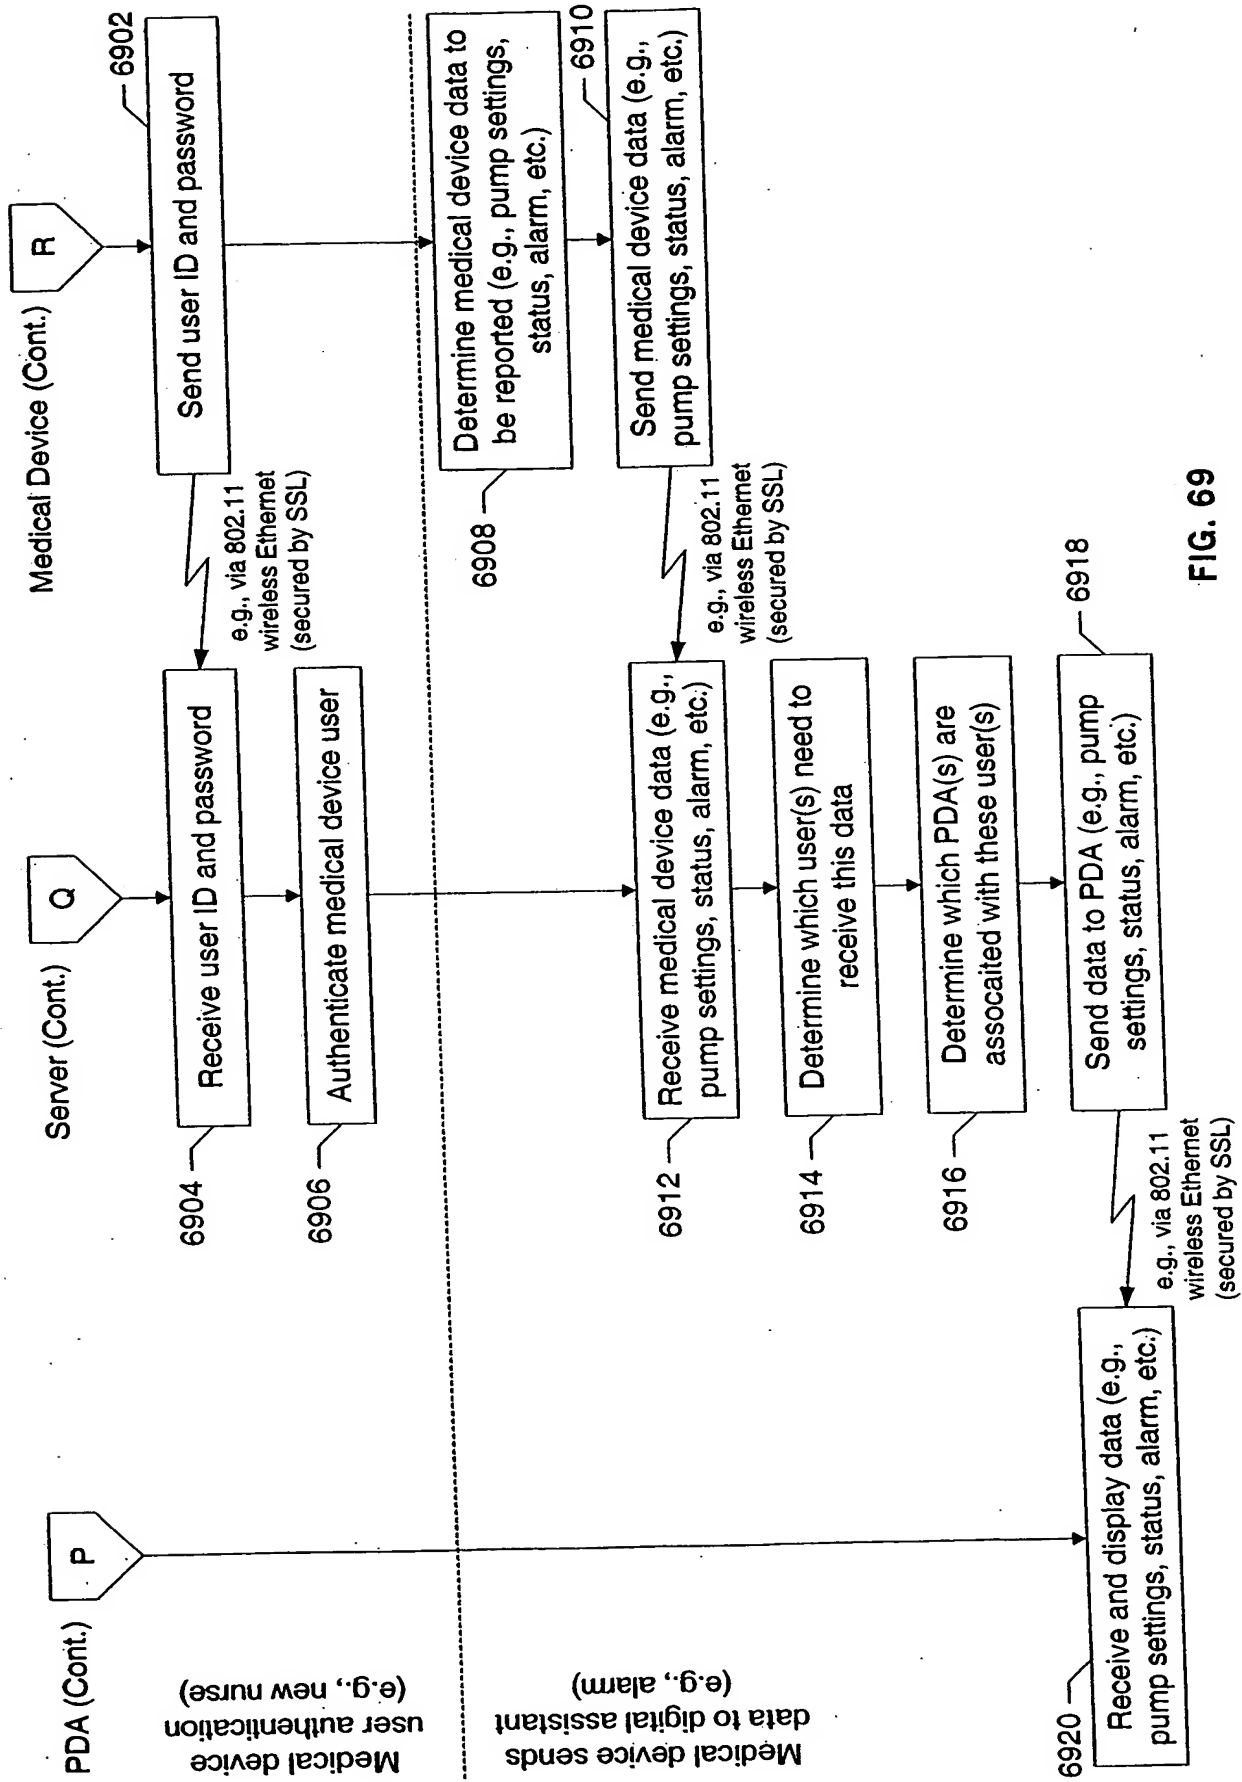 PDA (Cont.)
Server (Cont.)
Medical Device (Cont.)
P
Q
R
Medical device
user authentication
(e.g., new nurse)
6902
Send user ID and password
e.g., via 802.11
wireless Ethernet
(secured by SSL)
6904
Receive user ID and password
6906
Authenticate medical device user
Medical device sends
data to digital assistant
(e.g., alarm)
6908
Determine medical device data to
be reported (e.g., pump settings,
status, alarm, etc.)
6910
Send medical device data (e.g.,
pump settings, status, alarm, etc.)
e.g., via 802.11
wireless Ethernet
(secured by SSL)
6912
Receive medical device data (e.g.,
pump settings, status, alarm, etc.)
6914
Determine which user(s) need to
receive this data
6916
Determine which PDA(s) are
assocaited with these user(s)
6918
Send data to PDA (e.g., pump
settings, status, alarm, etc.)
e.g., via 802.11
wireless Ethernet
(secured by SSL)
6920
Receive and display data (e.g.,
pump settings, status, alarm, etc.)
FIG. 69